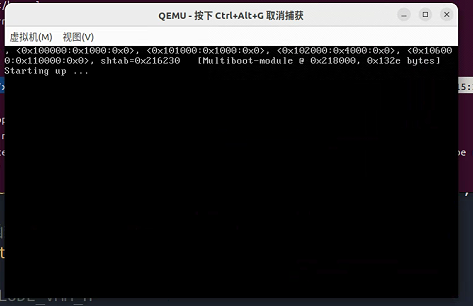 QEMU - 按下 Ctrl+Alt+G 取消捕获
虚拟机(M) 视图(V)
, <0x100000:0x1000:0x0>, <0x101000:0x1000:0x0>, <0x102000:0x4000:0x0>, <0x10600
0:0x110000:0x0>, shtab=0x216230 [Multiboot-module @ 0x218000, 0x132e bytes]
Starting up ...